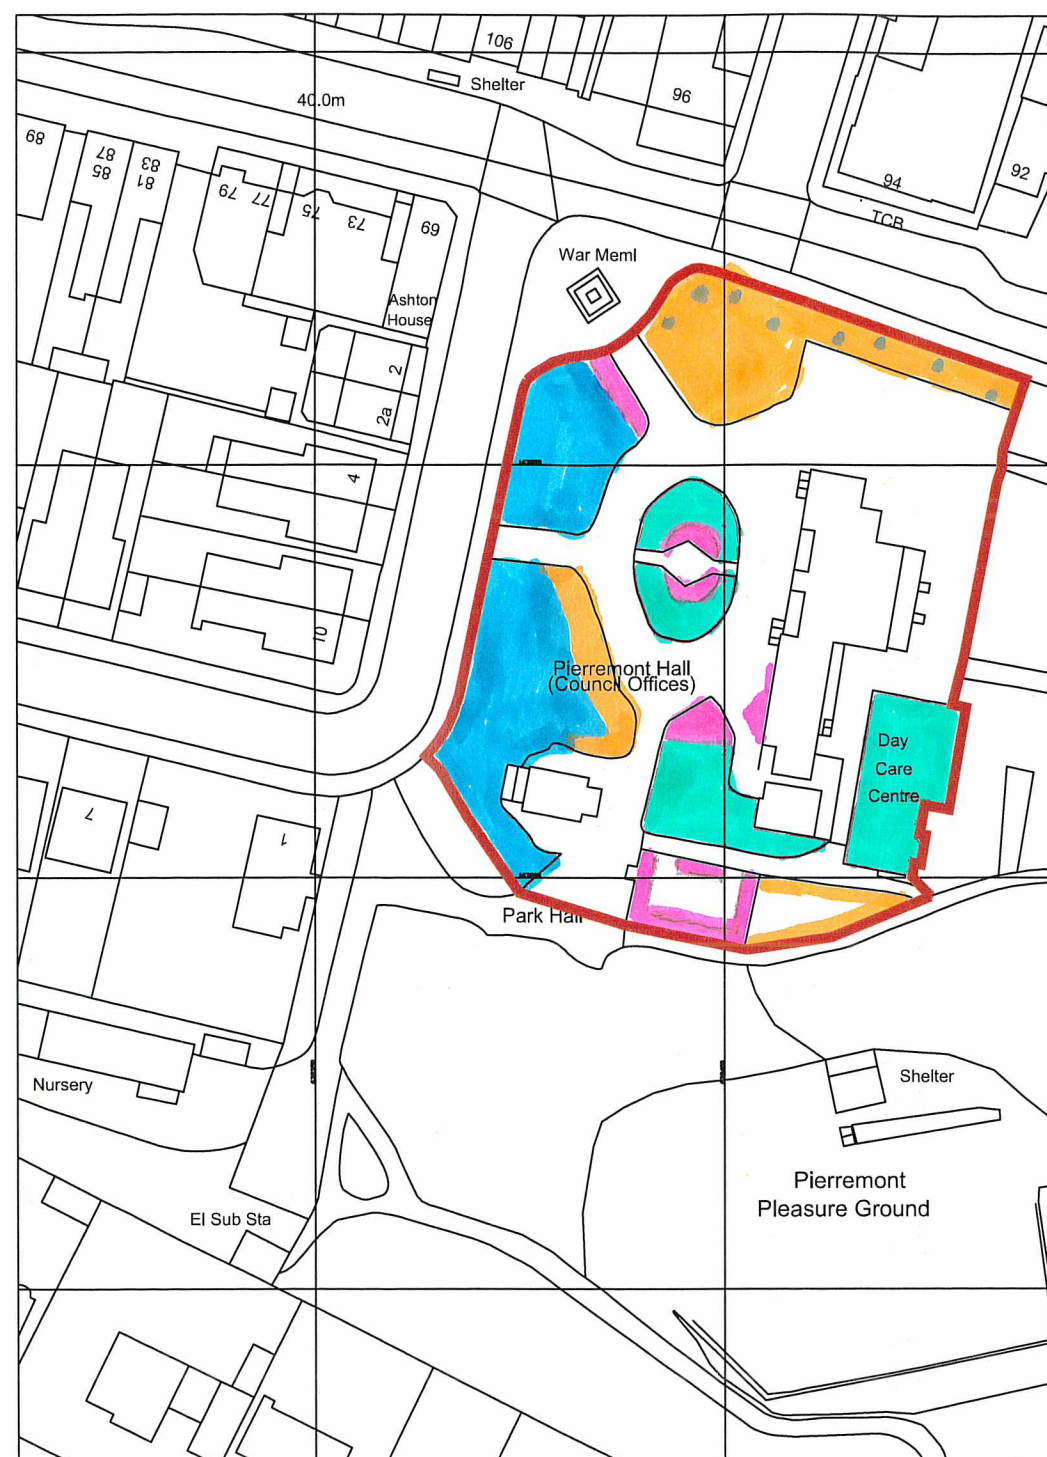 106
Shelter
96
40.0m
89
87
85
83
81
94
92
TCB
79
77
75
73
69
War Meml
Ashton
House
2
2a
4
10
Pierremont Hall
(Council Offices)
Day
Care
Centre
7
1
Park Hall
Nursery
Shelter
Pierremont
Pleasure Ground
El Sub Sta